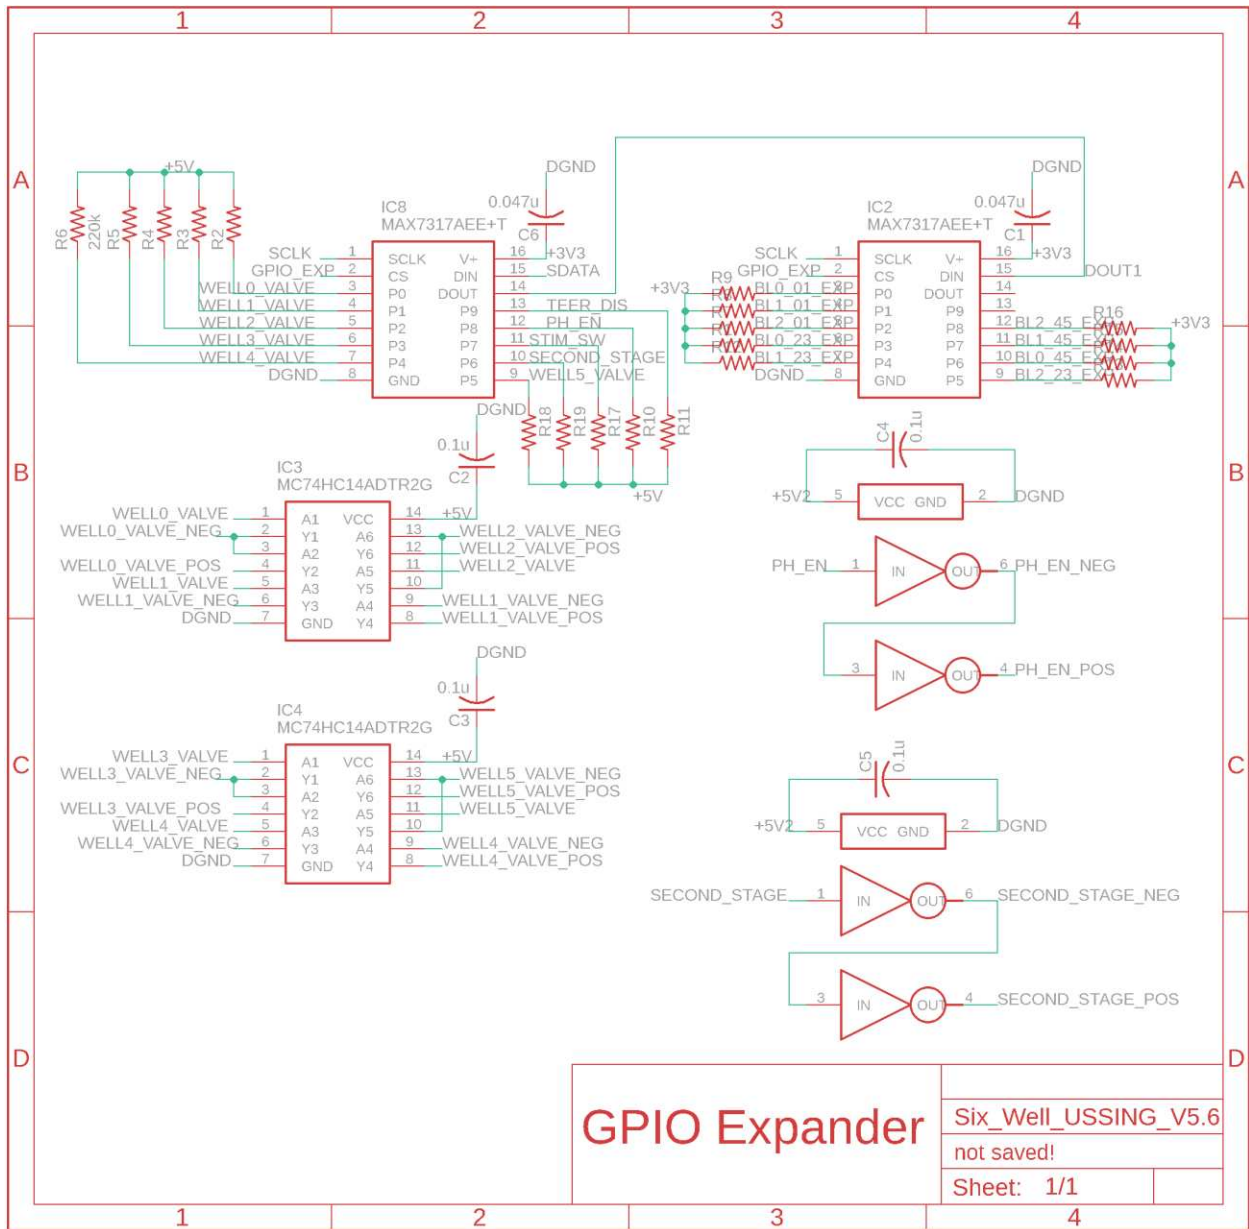 1 2 3 4
A
A
+5V
R6
220k
R5
R4
R3
R2
IC8
MAX7317AEE+T
DGND
0.047u
C6
+3V3
SCLK 1 SCLK V+ 16
GPIO_EXP 2 CS DIN 15 SDATA
WELL0_VALVE 3 P0 DOUT 14
WELL1_VALVE 4 P1 P9 13 TEER_DIS
WELL2_VALVE 5 P2 P8 12 PH_EN
WELL3_VALVE 6 P3 P7 11 STIM_SW
WELL4_VALVE 7 P4 P6 10 SECOND_STAGE
DGND 8 GND P5 9 WELL5_VALVE
R18
R19
R17
R10
R11
+5V
IC2
MAX7317AEE+T
DGND
0.047u
C1
+3V3
SCLK 1 SCLK V+ 16
GPIO_EXP 2 CS DIN 15 DOUT1
R9
+3V3
BL0_01_EXP P0 DOUT 14
BL1_01_EXP P1 P9 13
BL2_01_EXP P2 P8 12 R16
BL0_23_EXP P3 P7 11 BL1_45_EXP
BL1_23_EXP P4 P6 10 BL0_45_EXP
DGND 8 GND P5 9
+3V3
B
B
DGND
0.1u
C2
IC3
MC74HC14ADTR2G
WELL0_VALVE 1 A1 VCC 14 +5V
WELL0_VALVE_NEG 2 Y1 A6 13 WELL2_VALVE_NEG
3 A2 Y6 12 WELL2_VALVE_POS
WELL0_VALVE_POS 4 Y2 A5 11 WELL2_VALVE
WELL1_VALVE 5 A3 Y5 10
WELL1_VALVE_NEG 6 Y3 A4 9 WELL1_VALVE_NEG
DGND 7 GND Y4 8 WELL1_VALVE_POS
C4
0.1u
+5V2 5 VCC GND 2 DGND
PH_EN 1 IN OUT 6 PH_EN_NEG
3 IN OUT 4 PH_EN_POS
C
C
DGND
0.1u
C3
IC4
MC74HC14ADTR2G
WELL3_VALVE 1 A1 VCC 14 +5V
WELL3_VALVE_NEG 2 Y1 A6 13 WELL5_VALVE_NEG
3 A2 Y6 12 WELL5_VALVE_POS
WELL3_VALVE_POS 4 Y2 A5 11 WELL5_VALVE
WELL4_VALVE 5 A3 Y5 10
WELL4_VALVE_NEG 6 Y3 A4 9 WELL4_VALVE_NEG
DGND 7 GND Y4 8 WELL4_VALVE_POS
C5
0.1u
+5V2 5 VCC GND 2 DGND
SECOND_STAGE 1 IN OUT 6 SECOND_STAGE_NEG
3 IN OUT 4 SECOND_STAGE_POS
D
D
GPIO Expander
Six_Well_USSING_V5.6
not saved!
Sheet: 1/1
1 2 3 4